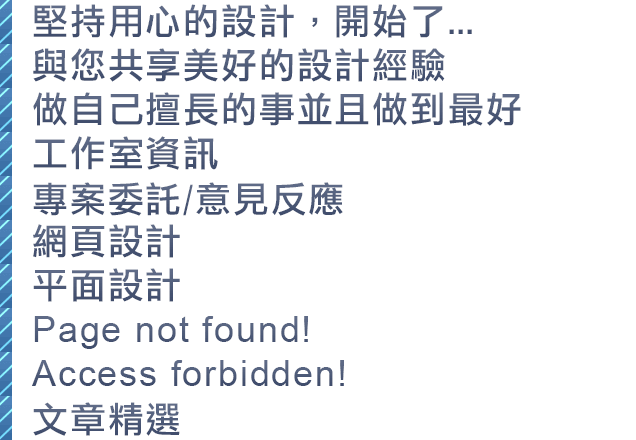 堅持用心的設計，開始了...
與您共享美好的設計經驗
做自己擅長的事並且做到最好
工作室資訊
專案委託/意見反應
網頁設計
平面設計
Page not found!
Access forbidden!
文章精選